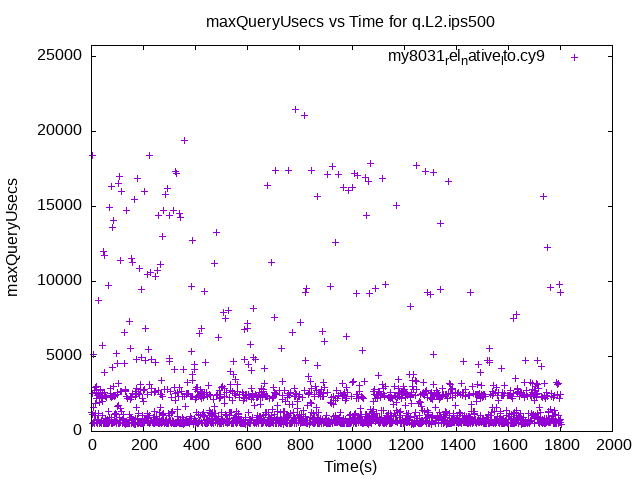 maxQueryUsecs vs Time for q.L2.ips500
my8031relnativelto.cy9
25000
20000
15000
10000
5000
0
maxQueryUsecs
0 200 400 600 800 1000 1200 1400 1600 1800 2000
Time(s)